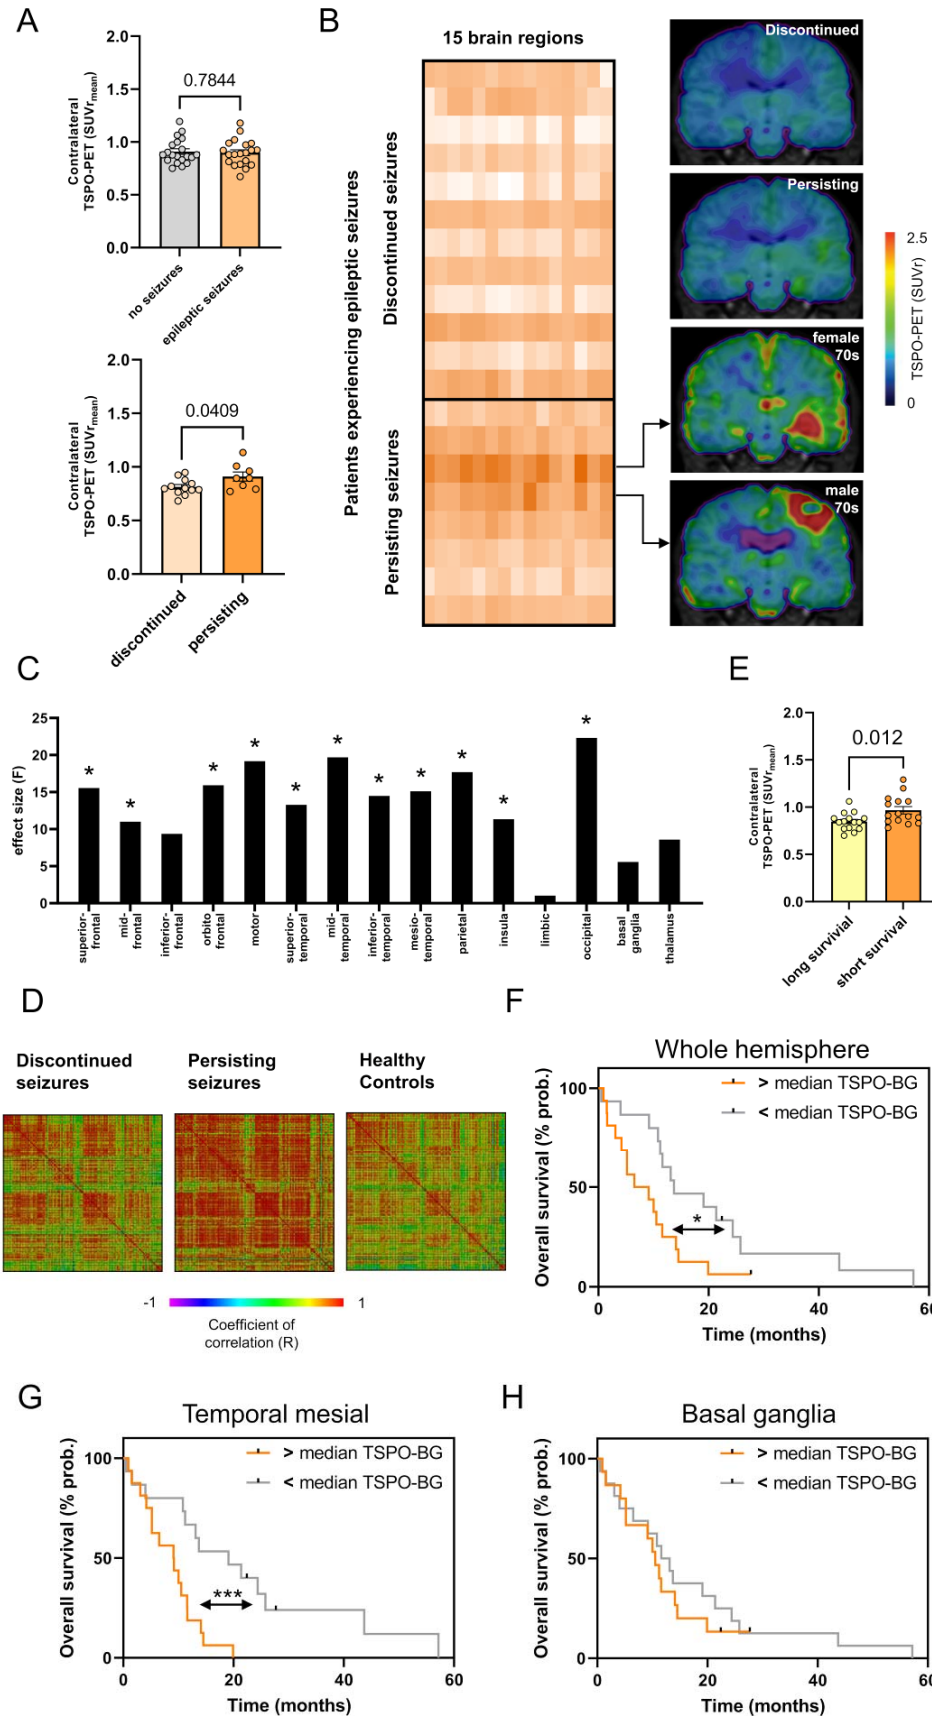 A
2.0
1.5
1.0
0.5
0.0
Contralateral
TSPO-PET (SUVr_mean)
0.7844
no seizures
epileptic seizures
2.0
1.5
1.0
0.5
0.0
Contralateral
TSPO-PET (SUVr_mean)
0.0409
discontinued
persisting
B
15 brain regions
Patients experiencing epileptic seizures
Discontinued seizures
Persisting seizures
Discontinued
Persisting
female
70s
male
70s
2.5
0
TSPO-PET (SUVr)
C
effect size (F)
25
20
15
10
5
0
*
*
*
*
*
*
*
*
*
*
*
superior-
frontal
mid-
frontal
inferior-
frontal
orbito
frontal
motor
superior-
temporal
mid-
temporal
inferior-
temporal
mesio-
temporal
parietal
insula
limbic
occipital
basal
ganglia
thalamus
E
2.0
1.5
1.0
0.5
0.0
Contralateral
TSPO-PET (SUVr_mean)
0.012
long survivial
short survival
D
Discontinued
seizures
Persisting
seizures
Healthy
Controls
-1
1
Coefficient of
correlation (R)
F
Whole hemisphere
> median TSPO-BG
< median TSPO-BG
Overall survival (% prob.)
100
50
0
*
0
20
40
60
Time (months)
G
Temporal mesial
> median TSPO-BG
< median TSPO-BG
Overall survival (% prob.)
100
50
0
***
0
20
40
60
Time (months)
H
Basal ganglia
> median TSPO-BG
< median TSPO-BG
Overall survival (% prob.)
100
50
0
0
20
40
60
Time (months)